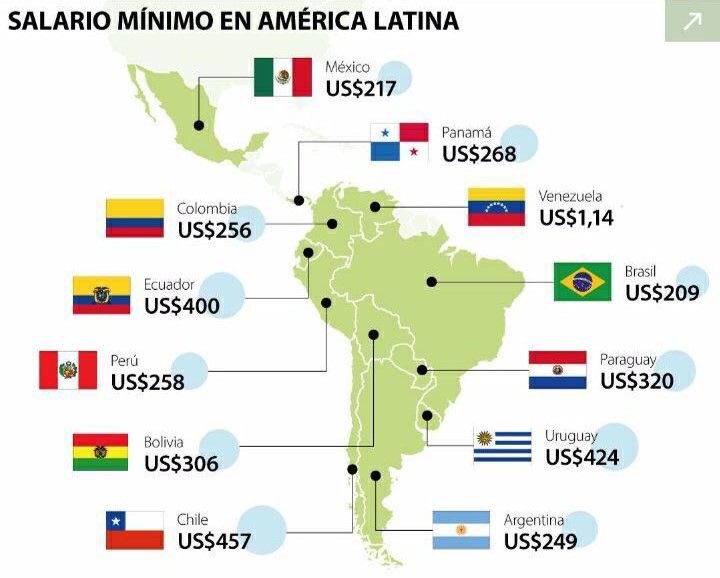 SALARIO MÍNIMO EN AMÉRICA LATINA
México
US$217
Panamá
US$268
Colombia
US$256
Venezuela
US$1,14
Ecuador
US$400
Brasil
US$209
Perú
US$258
Paraguay
US$320
Bolivia
US$306
Uruguay
US$424
Chile
US$457
Argentina
US$249